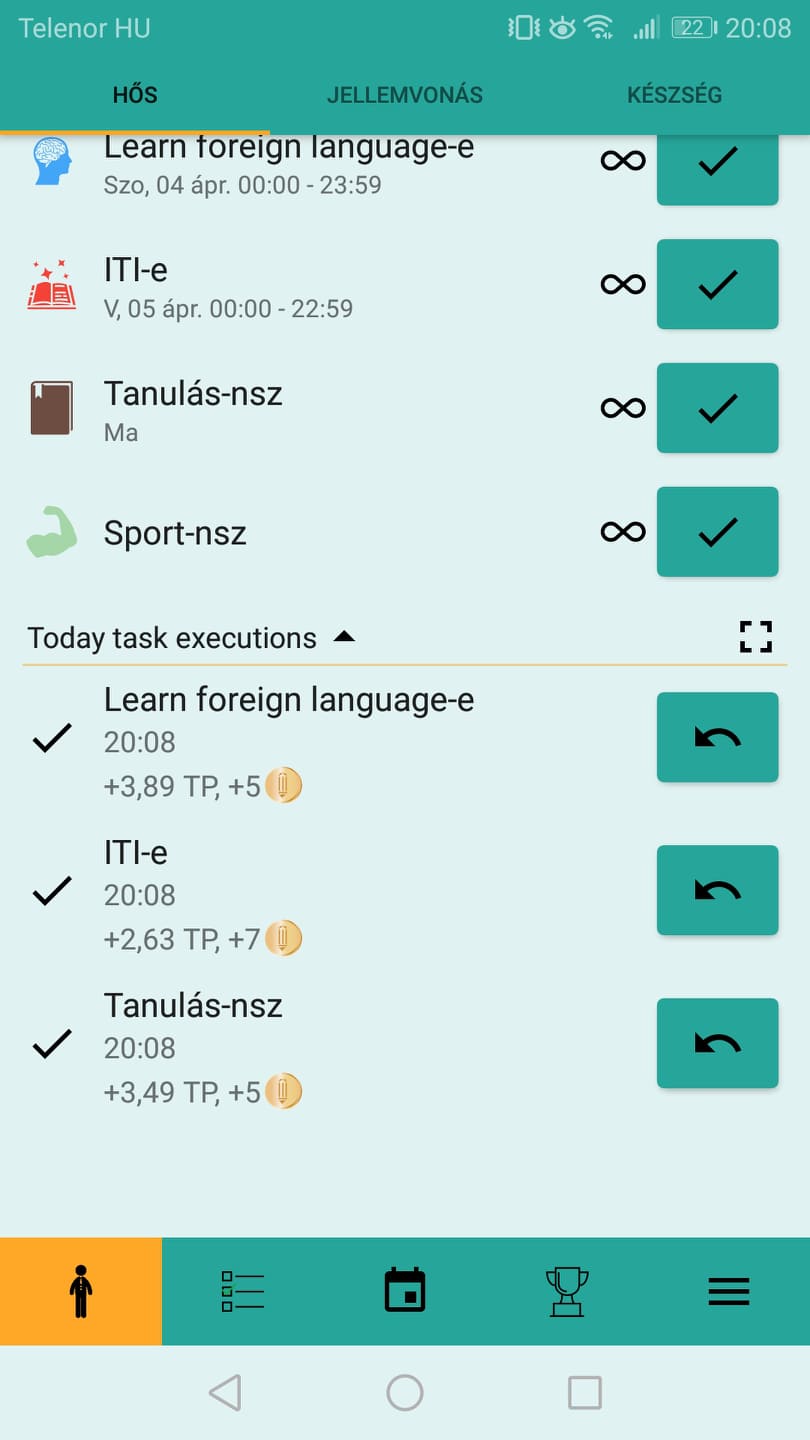 Telenor HU
22
20:08
HŐS
JELLEMVONÁS
KÉSZSÉG
Learn foreign language-e
Szo, 04 ápr. 00:00 - 23:59
ITI-e
V, 05 ápr. 00:00 - 22:59
Tanulás-nsz
Ma
Sport-nsz
Today task executions
Learn foreign language-e
20:08
+3,89 TP, +5
ITI-e
20:08
+2,63 TP, +7
Tanulás-nsz
20:08
+3,49 TP, +5